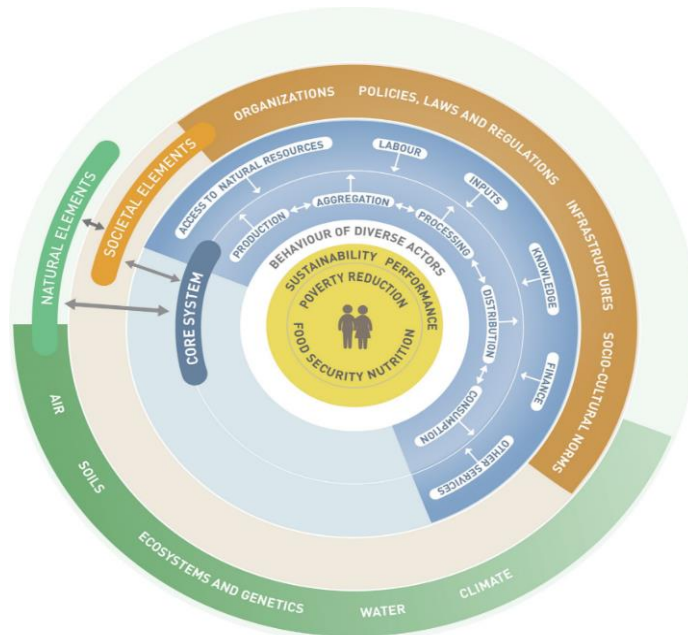 ORGANIZATIONS
POLICIES, LAWS AND REGULATIONS
INFRASTRUCTURES
SOCIO-CULTURAL NORMS
NATURAL ELEMENTS
SOCIETAL ELEMENTS
CORE SYSTEM
ACCESS TO NATURAL RESOURCES
LABOUR
INPUTS
KNOWLEDGE
FINANCE
OTHER SERVICES
PRODUCTION
AGGREGATION
PROCESSING
DISTRIBUTION
CONSUMPTION
BEHAVIOUR OF DIVERSE ACTORS
SUSTAINABILITY PERFORMANCE
POVERTY REDUCTION
FOOD SECURITY NUTRITION
AIR
SOILS
ECOSYSTEMS AND GENETICS
WATER
CLIMATE